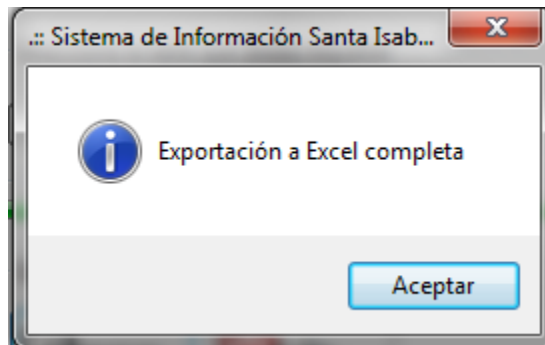 .:: Sistema de Información Santa Isab...
Exportación a Excel completa
Aceptar